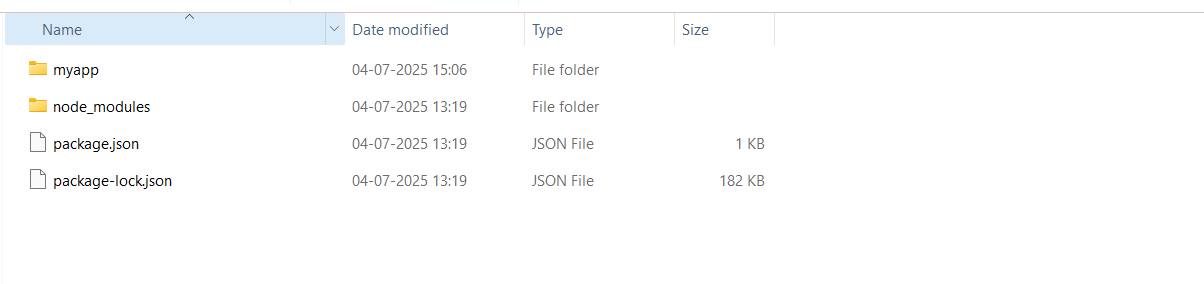 Name Date modified Type Size
myapp 04-07-2025 15:06 File folder
node_modules 04-07-2025 13:19 File folder
package.json 04-07-2025 13:19 JSON File 1 KB
package-lock.json 04-07-2025 13:19 JSON File 182 KB